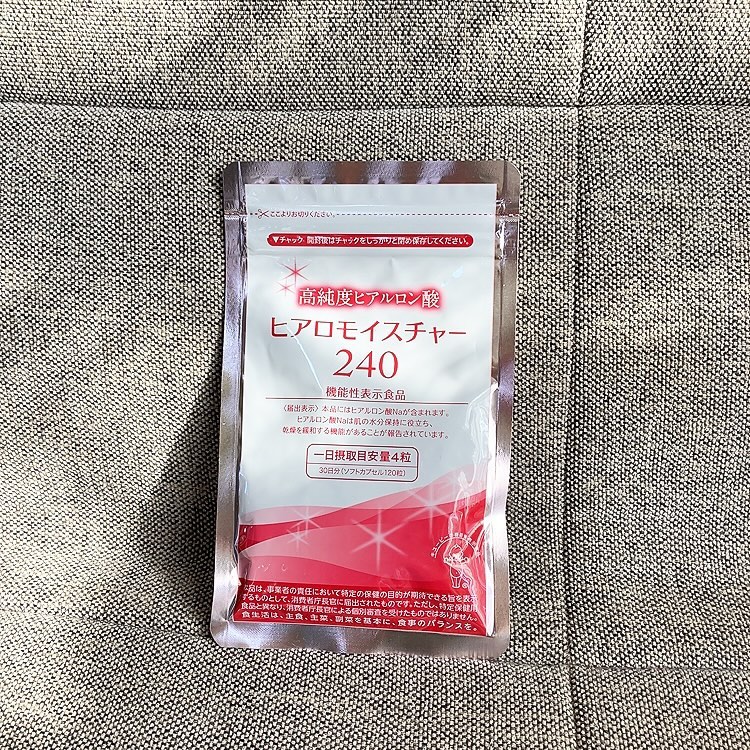 ここよりお切りください。
▼チャック 開封後はチャックをしっかりと閉め保存してください。
高純度ヒアルロン酸
ヒアロモイスチャー
240
機能性表示食品
〈届出表示〉本品にはヒアルロン酸Naが含まれます。
ヒアルロン酸Naは肌の水分保持に役立ち、
乾燥を緩和する機能があることが報告されています。
一日摂取目安量4粒
30日分(ソフトカプセル120粒)
品は、事業者の責任において特定の保健の目的が期待できる旨を表示
するものとして、消費者庁長官に届出されたものです。ただし、特定保健用
食品と異なり、消費者庁長官による個別審査を受けたものではありません。
食生活は、主食、主菜、副菜を基本に、食事のバランスを。